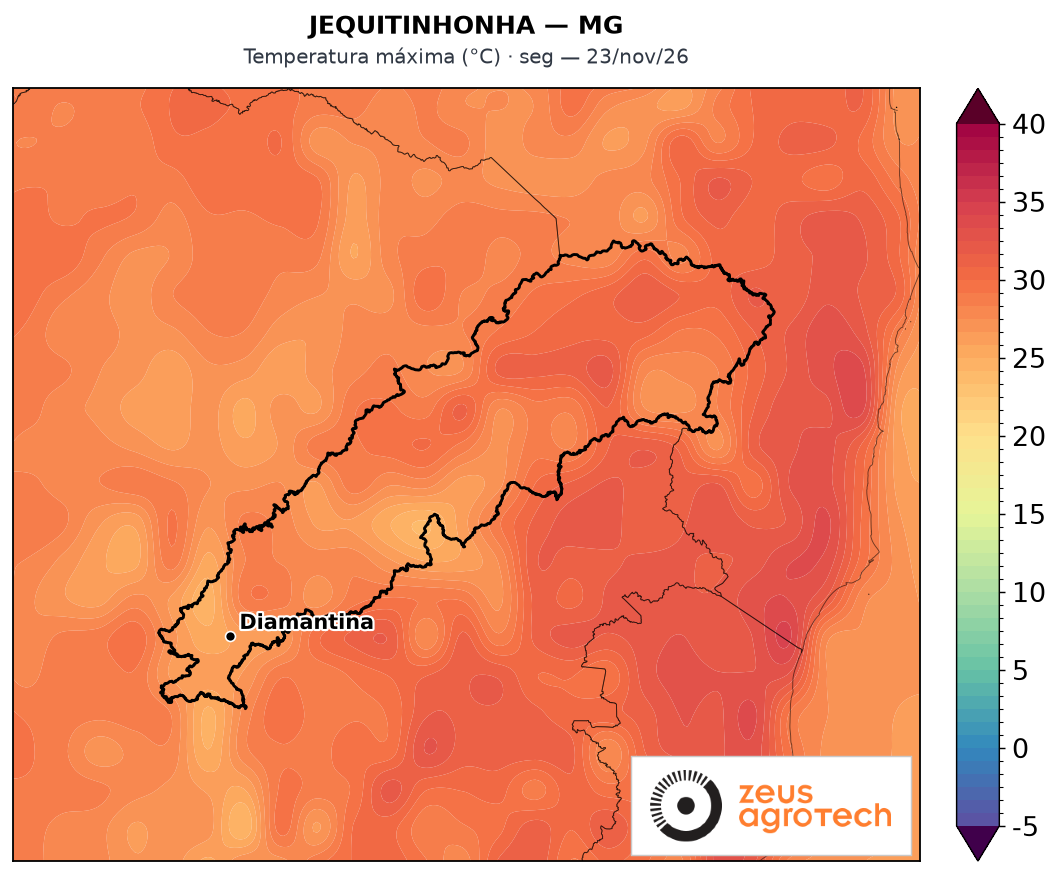 JEQUITINHONHA — MG
Temperatura máxima (°C) · seg — 23/nov/26
40
35
30
25
20
15
10
5
0
-5
Diamantina
zeus
agrotech